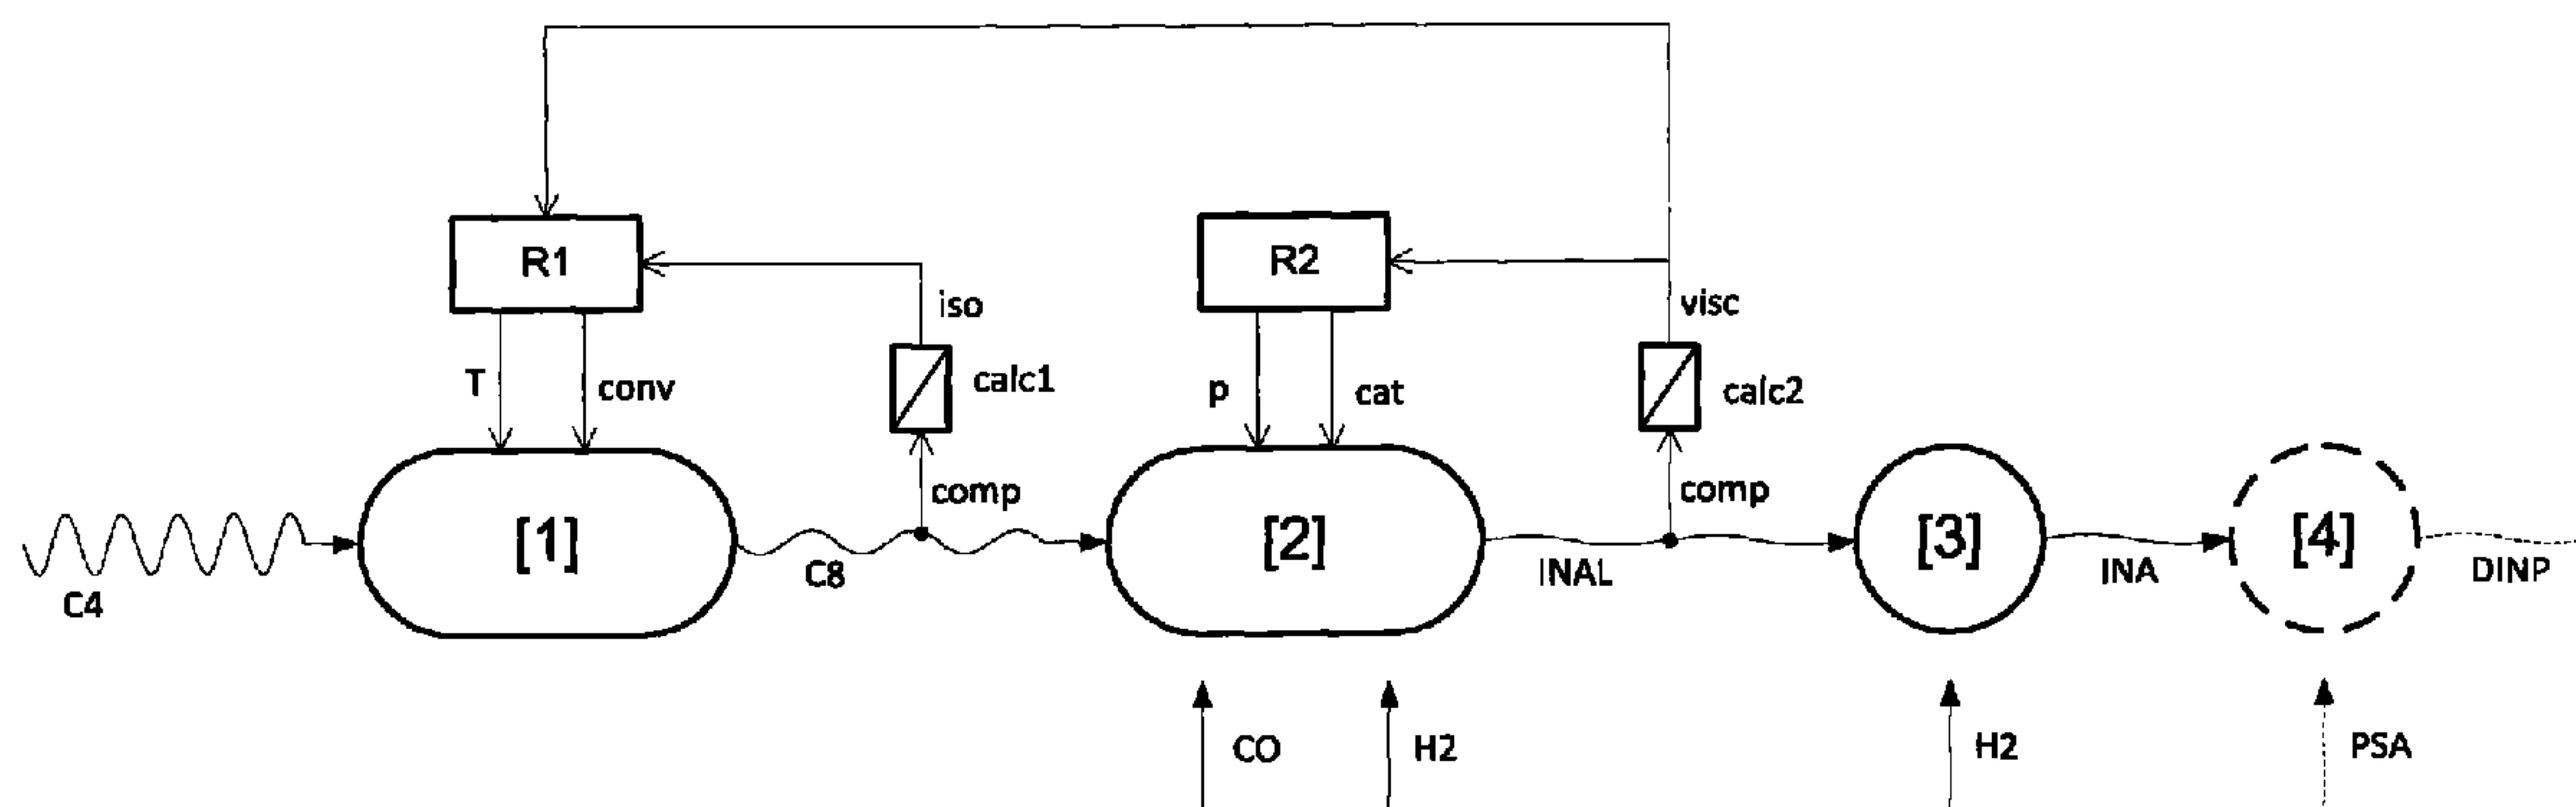 R1
R2
iso
visc
T
conv
calc1
p
cat
calc2
comp
comp
[1]
[2]
[3]
[4]
C4
C8
INAL
INA
DINP
CO
H2
H2
PSA